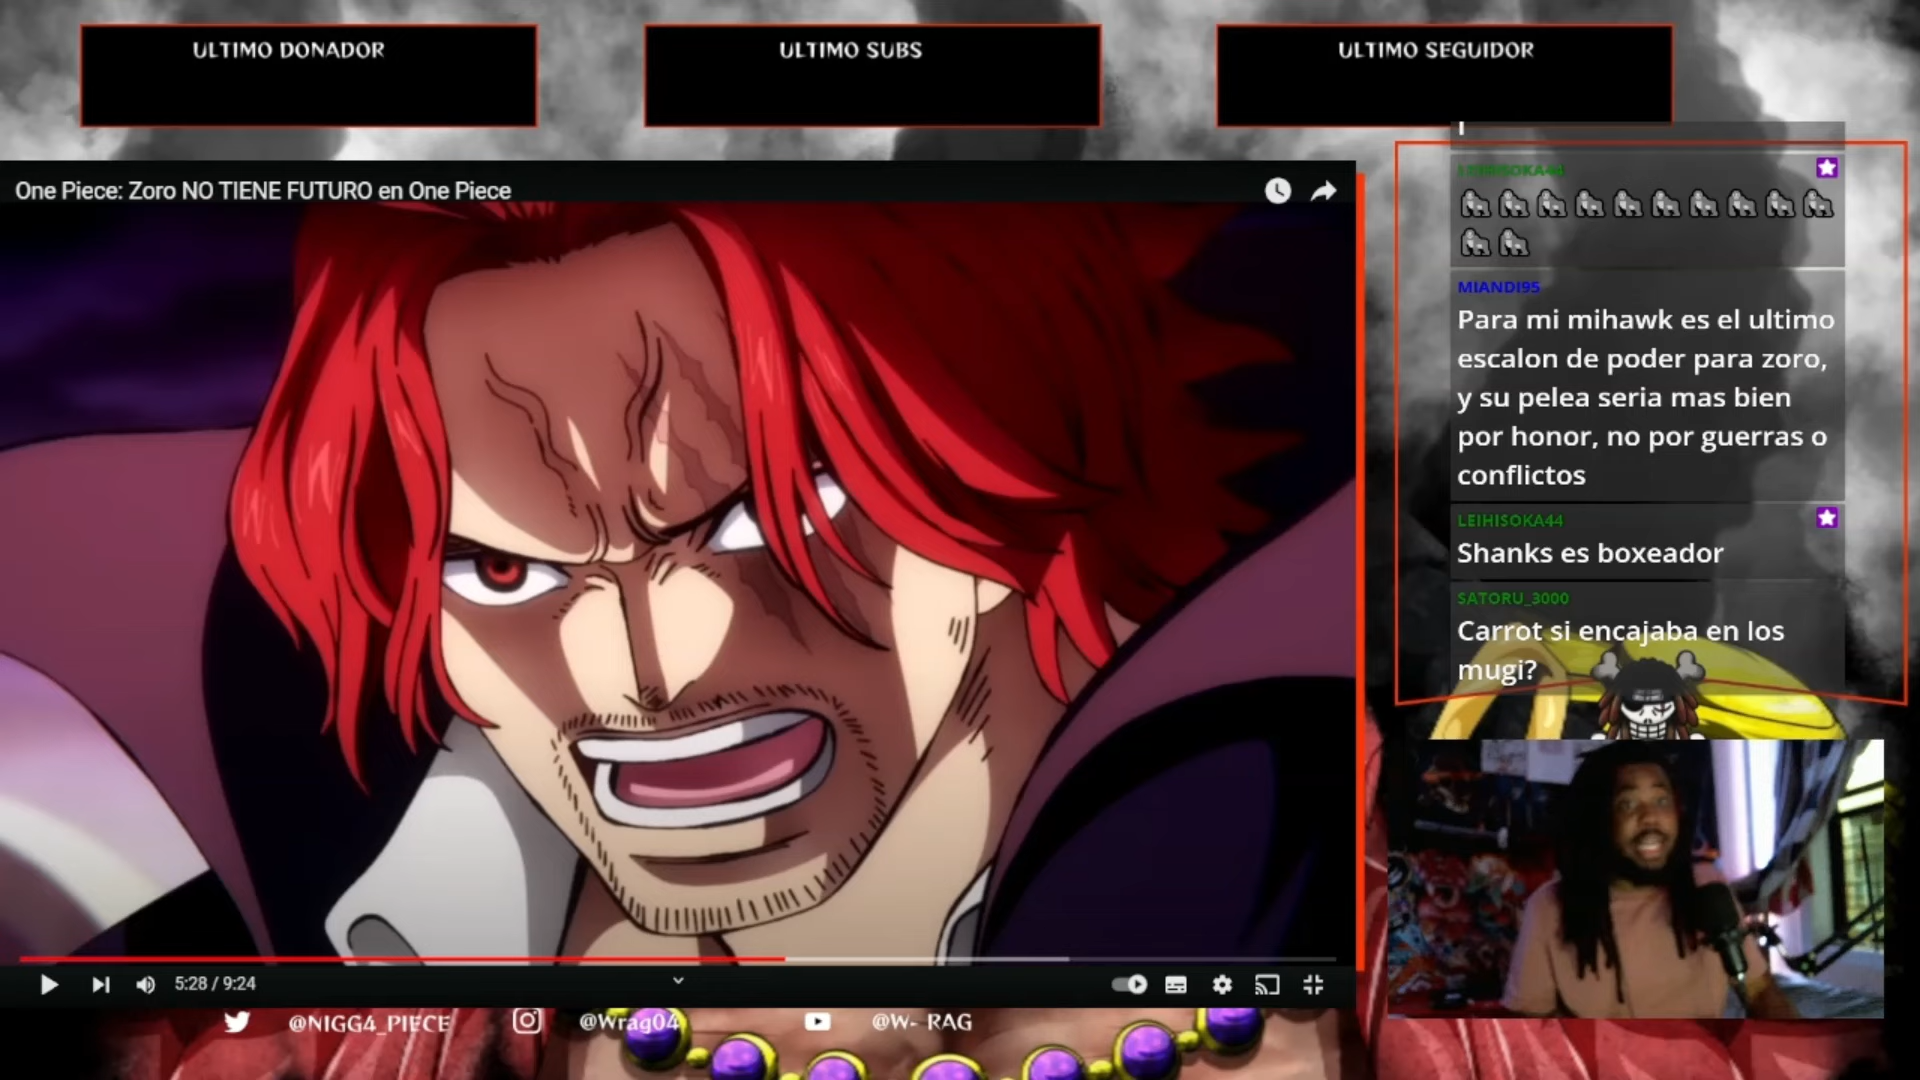 ULTIMO DONADOR
ULTIMO SUBS
ULTIMO SEGUIDOR
One Piece: Zoro NO TIENE FUTURO en One Piece
LEIHISOKA44
MIANDI95
Para mi mihawk es el ultimo
escalon de poder para zoro,
y su pelea seria mas bien
por honor, no por guerras o
conflictos
LEIHISOKA44
Shanks es boxeador
SATORU_3000
Carrot si encajaba en los
mugi?
5:28 / 9:24
@NIGG4_PIECE
@Wrag04
@W- RAG